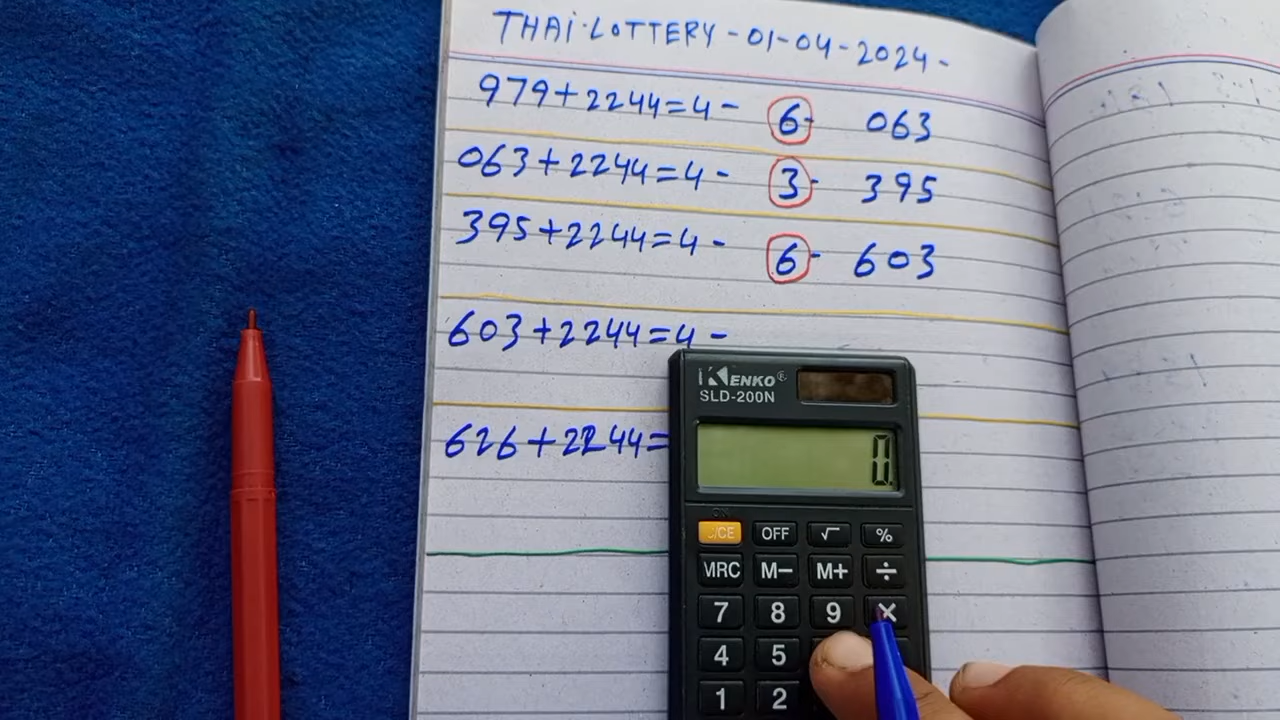 THAI·LOTTERY-01-04-2024-
979+2244=4- 6- 063
063+2244=4- 3- 395
395+2244=4- 6- 603
603+2244=4-
626+2244=
KENKO®
SLD-200N
0.
ON
/CE OFF √ %
MRC M- M+ ÷
7 8 9 ×
4 5
1 2